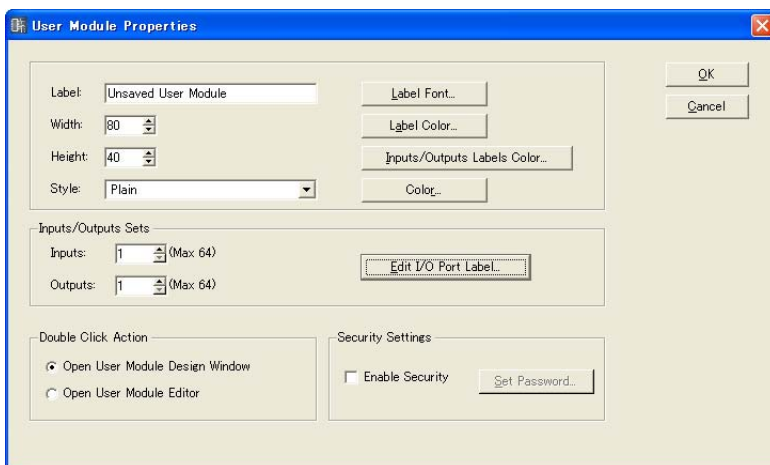 User Module Properties
Label: Unsaved User Module Label Font... OK
Width: 80 Label Color... Cancel
Height: 40 Inputs/Outputs Labels Color...
Style: Plain Color...
Inputs/Outputs Sets
Inputs: 1 (Max 64)
Edit I/O Port Label...
Outputs: 1 (Max 64)
Double Click Action Security Settings
Open User Module Design Window
Enable Security Set Password...
Open User Module Editor